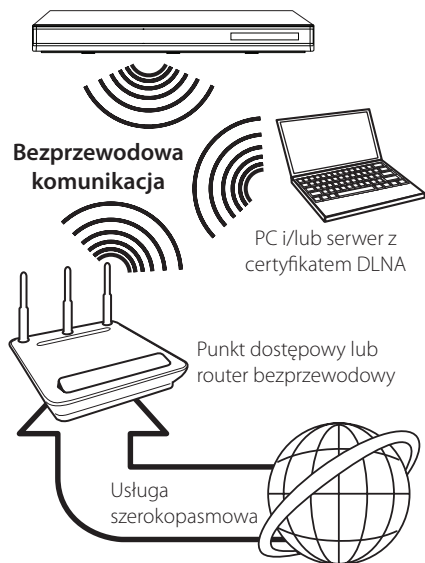 Bezprzewodowa
komunikacja
PC i/lub serwer z
certyfikatem DLNA
Punkt dostępowy lub
router bezprzewodowy
Usługa
szerokopasmowa